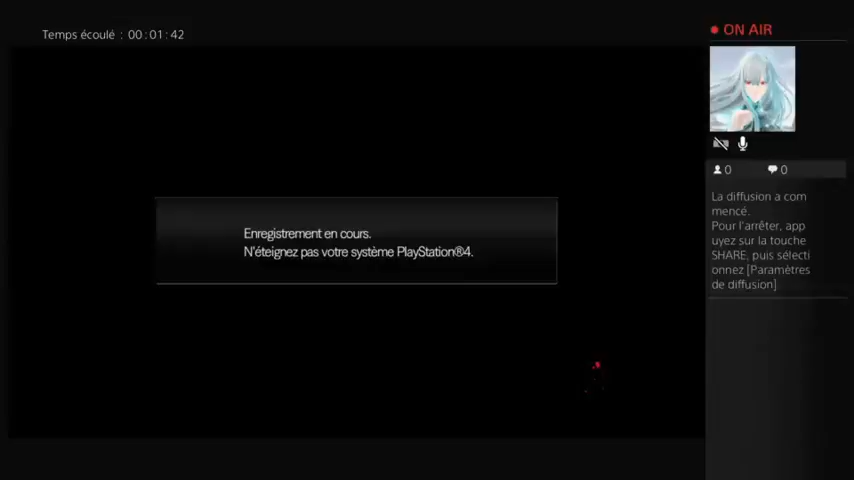 Temps écoulé : 00:01:42
ON AIR
0 0
La diffusion a com
mencé.
Pour l'arrêter, app
uyez sur la touche
SHARE, puis sélecti
onnez [Paramètres
de diffusion].
Enregistrement en cours.
N'éteignez pas votre système PlayStation®4.